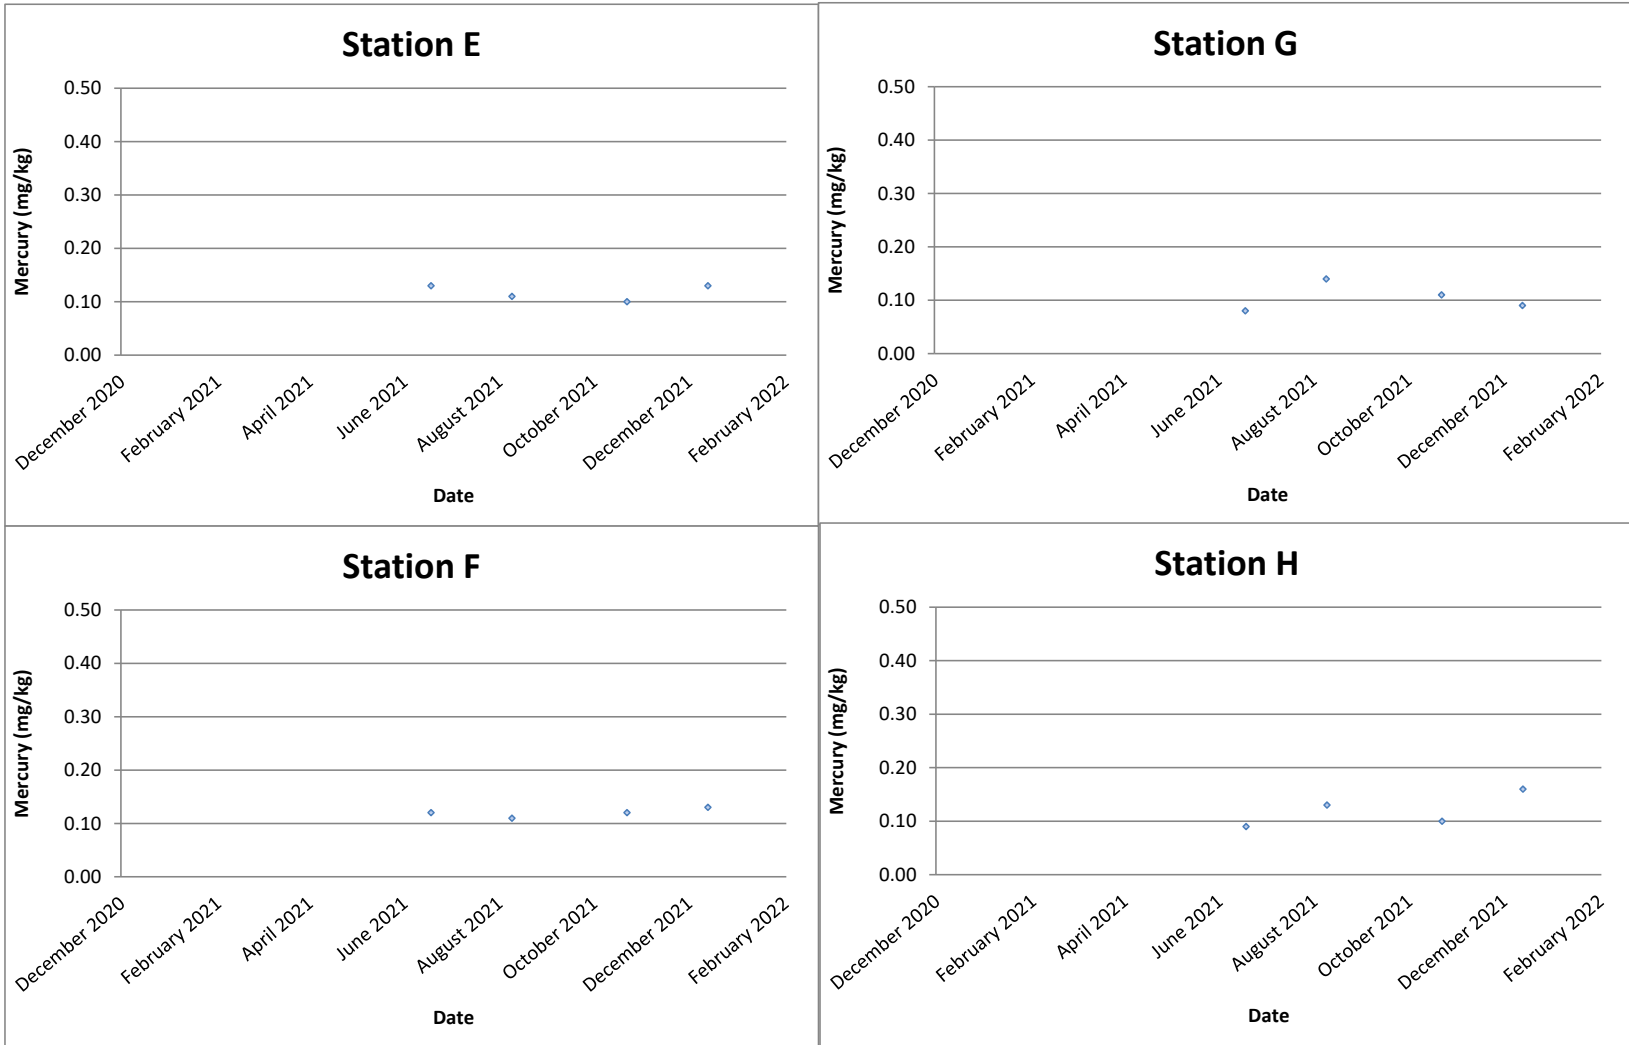 Station E
Mercury (mg/kg)
0.50
0.40
0.30
0.20
0.10
0.00
December 2020
February 2021
April 2021
June 2021
August 2021
October 2021
December 2021
February 2022
Date
Station G
Mercury (mg/kg)
0.50
0.40
0.30
0.20
0.10
0.00
December 2020
February 2021
April 2021
June 2021
August 2021
October 2021
December 2021
February 2022
Date
Station F
Mercury (mg/kg)
0.50
0.40
0.30
0.20
0.10
0.00
December 2020
February 2021
April 2021
June 2021
August 2021
October 2021
December 2021
February 2022
Date
Station H
Mercury (mg/kg)
0.50
0.40
0.30
0.20
0.10
0.00
December 2020
February 2021
April 2021
June 2021
August 2021
October 2021
December 2021
February 2022
Date